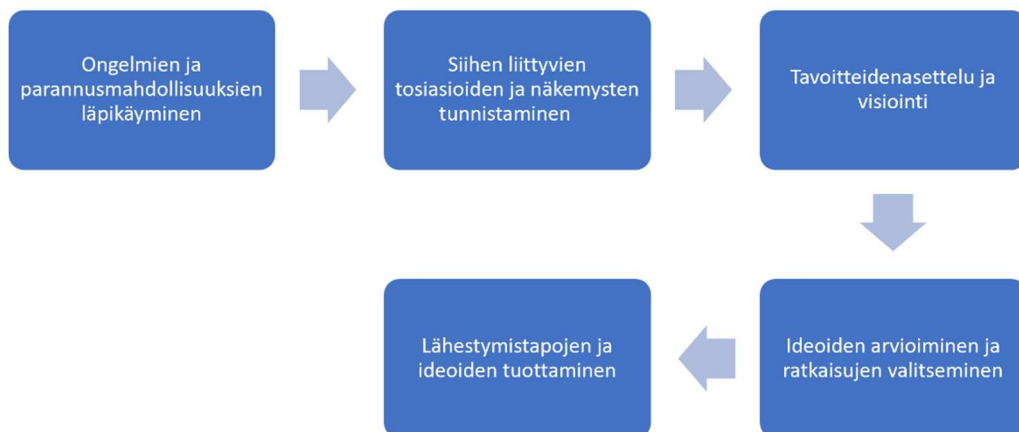 Ongelmien ja
parannusmahdollisuuksien
läpikäyminen
Siihen liittyvien
tosiasioiden ja näkemysten
tunnistaminen
Tavoitteidenasettelu ja
visiointi
Ideoiden arvioiminen ja
ratkaisujen valitseminen
Lähestymistapojen ja
ideoiden tuottaminen